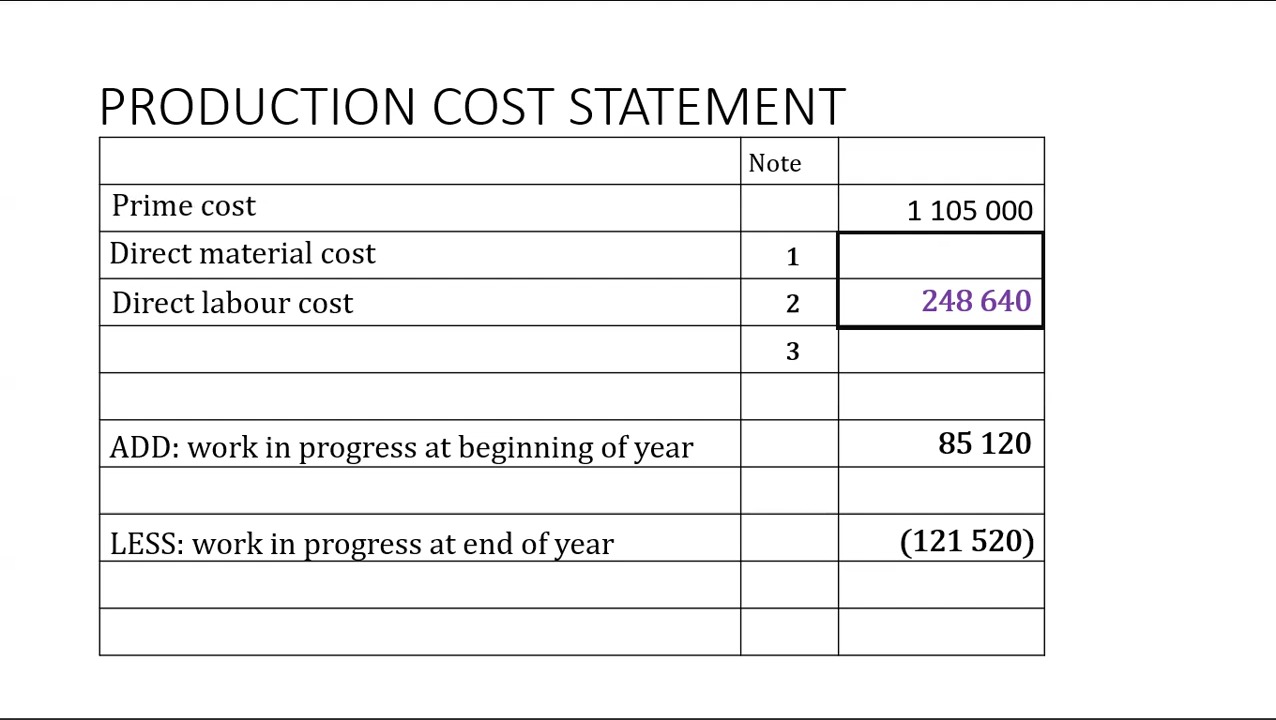 PRODUCTION COST STATEMENT
Note
Prime cost 1 105 000
Direct material cost 1
Direct labour cost 2 248 640
3
ADD: work in progress at beginning of year 85 120
LESS: work in progress at end of year (121 520)